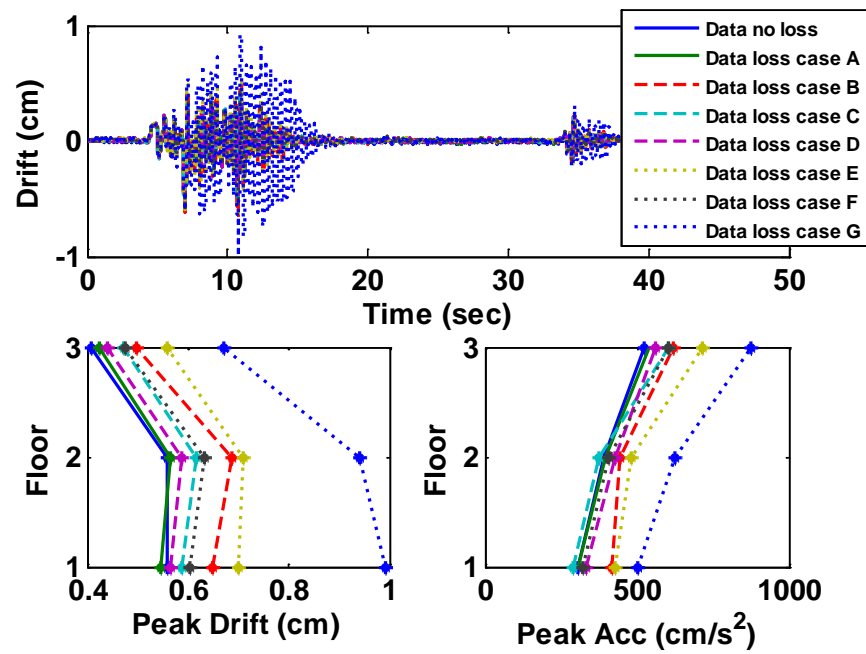 1
0
-1
Drift (cm)
0
10
20
30
40
50
Time (sec)
Data no loss
Data loss case A
Data loss case B
Data loss case C
Data loss case D
Data loss case E
Data loss case F
Data loss case G
3
2
1
Floor
0.4
0.6
0.8
1
Peak Drift (cm)
3
2
1
Floor
0
500
1000
Peak Acc (cm/s²)